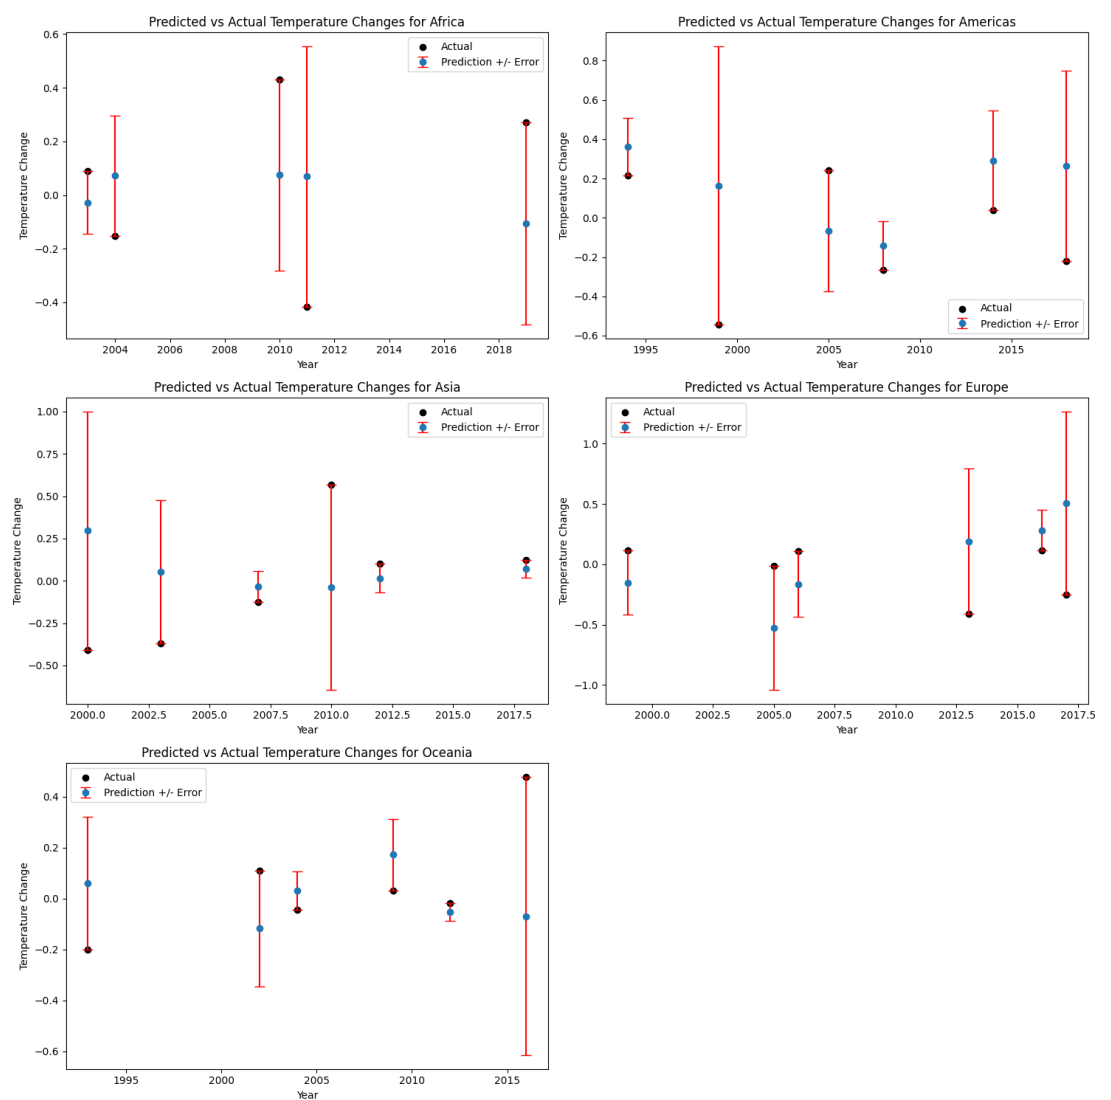 Predicted vs Actual Temperature Changes for Africa
Temperature Change
0.6
0.4
0.2
0.0
−0.2
−0.4
2004
2006
2008
2010
2012
2014
2016
2018
Year
Actual
Prediction +/- Error
Predicted vs Actual Temperature Changes for Americas
Temperature Change
0.8
0.6
0.4
0.2
0.0
−0.2
−0.4
−0.6
1995
2000
2005
2010
2015
Year
Actual
Prediction +/- Error
Predicted vs Actual Temperature Changes for Asia
Temperature Change
1.00
0.75
0.50
0.25
0.00
−0.25
−0.50
2000.0
2002.5
2005.0
2007.5
2010.0
2012.5
2015.0
2017.5
Year
Actual
Prediction +/- Error
Predicted vs Actual Temperature Changes for Europe
Temperature Change
1.0
0.5
0.0
−0.5
−1.0
2000.0
2002.5
2005.0
2007.5
2010.0
2012.5
2015.0
2017.5
Year
Actual
Prediction +/- Error
Predicted vs Actual Temperature Changes for Oceania
Temperature Change
0.4
0.2
0.0
−0.2
−0.4
−0.6
1995
2000
2005
2010
2015
Year
Actual
Prediction +/- Error